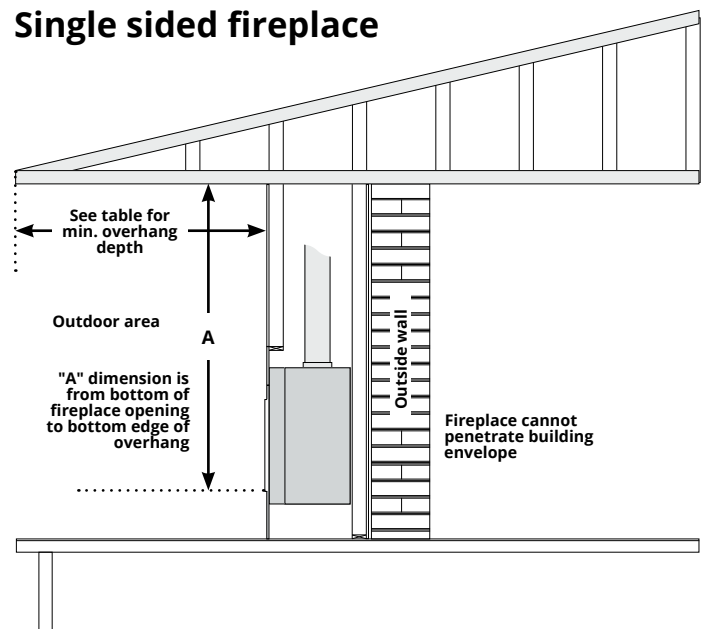 Single sided fireplace
See table for
min. overhang
depth
Outdoor area
A
"A" dimension is
from bottom of
fireplace opening
to bottom edge of
overhang
Outside wall
Fireplace cannot
penetrate building
envelope